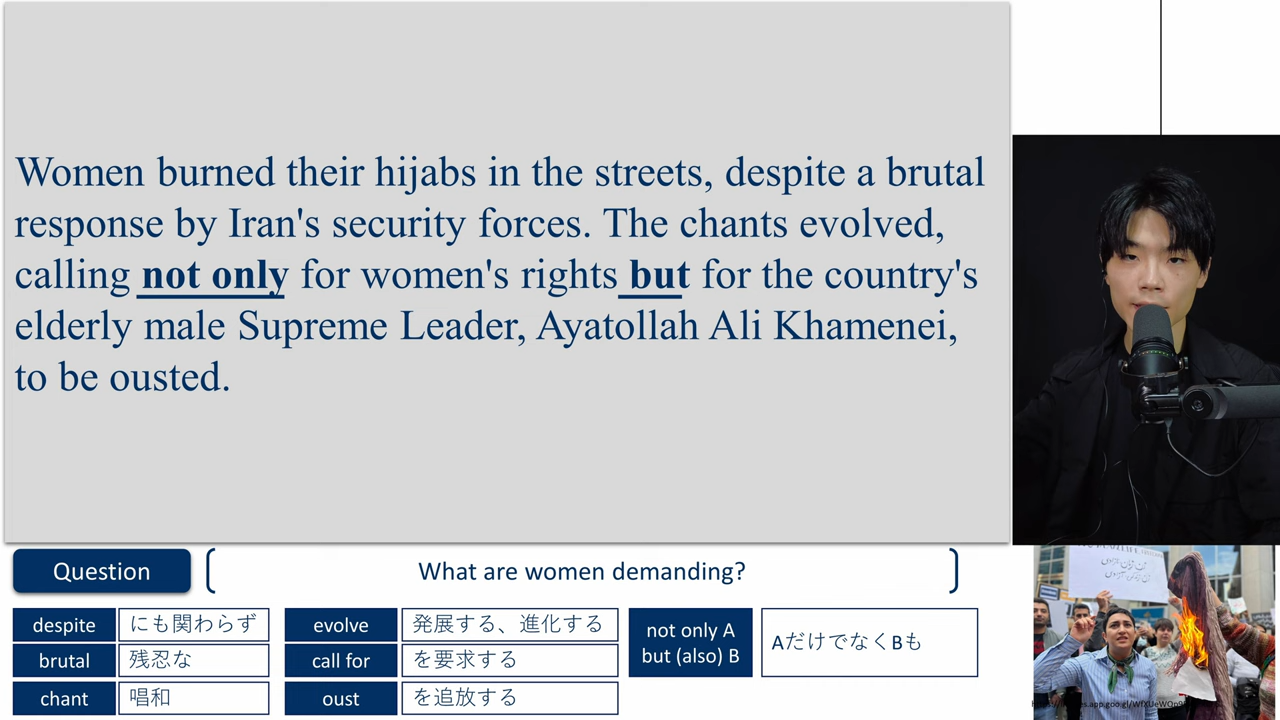 Women burned their hijabs in the streets, despite a brutal
response by Iran's security forces. The chants evolved,
calling not only for women's rights but for the country's
elderly male Supreme Leader, Ayatollah Ali Khamenei,
to be ousted.
Question
What are women demanding?
despite
にも関わらず
brutal
残忍な
chant
唱和
evolve
発展する、進化する
call for
を要求する
oust
を追放する
not only A
but (also) B
AだけでなくBも